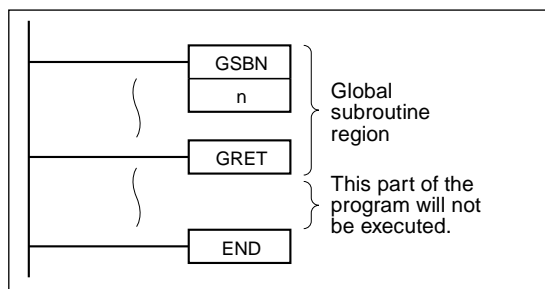 GSBN
n
Global
subroutine
region
GRET
This part of the
program will not
be executed.
END